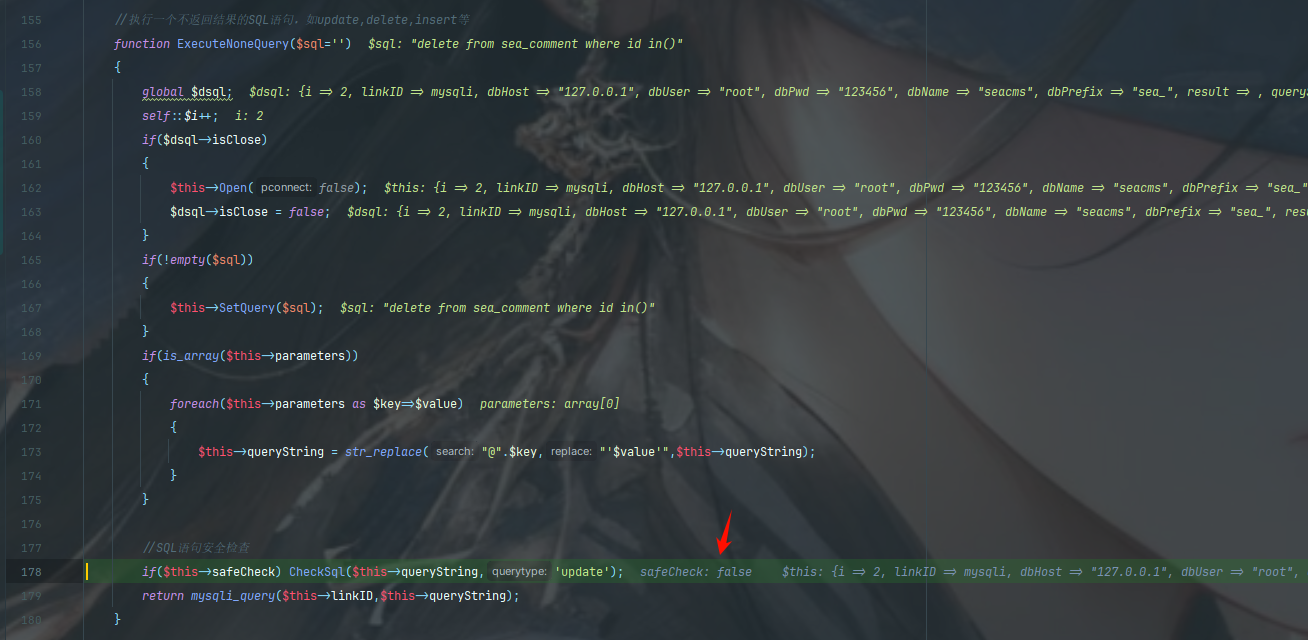 155 //执行一个不返回结果的SQL语句，如update,delete,insert等
156 function ExecuteNoneQuery($sql='') $sql: "delete from sea_comment where id in()"
157 {
158 global $dsql; $dsql: {i => 2, linkID => mysqli, dbHost => "127.0.0.1", dbUser => "root", dbPwd => "123456", dbName => "seacms", dbPrefix => "sea_", result => , query
159 self::$i++; i: 2
160 if($dsql->isClose)
161 {
162 $this->Open( pconnect: false); $this: {i => 2, linkID => mysqli, dbHost => "127.0.0.1", dbUser => "root", dbPwd => "123456", dbName => "seacms", dbPrefix => "sea_"
163 $dsql->isClose = false; $dsql: {i => 2, linkID => mysqli, dbHost => "127.0.0.1", dbUser => "root", dbPwd => "123456", dbName => "seacms", dbPrefix => "sea_", res
164 }
165 if(!empty($sql))
166 {
167 $this->SetQuery($sql); $sql: "delete from sea_comment where id in()"
168 }
169 if(is_array($this->parameters))
170 {
171 foreach($this->parameters as $key=>$value) parameters: array[0]
172 {
173 $this->queryString = str_replace( search: "@".$key, replace: "'$value'",$this->queryString);
174 }
175 }
176
177 //SQL语句安全检查
178 if($this->safeCheck) CheckSql($this->queryString, querytype: 'update'); safeCheck: false $this: {i => 2, linkID => mysqli, dbHost => "127.0.0.1", dbUser => "root",
179 return mysqli_query($this->linkID,$this->queryString);
180 }